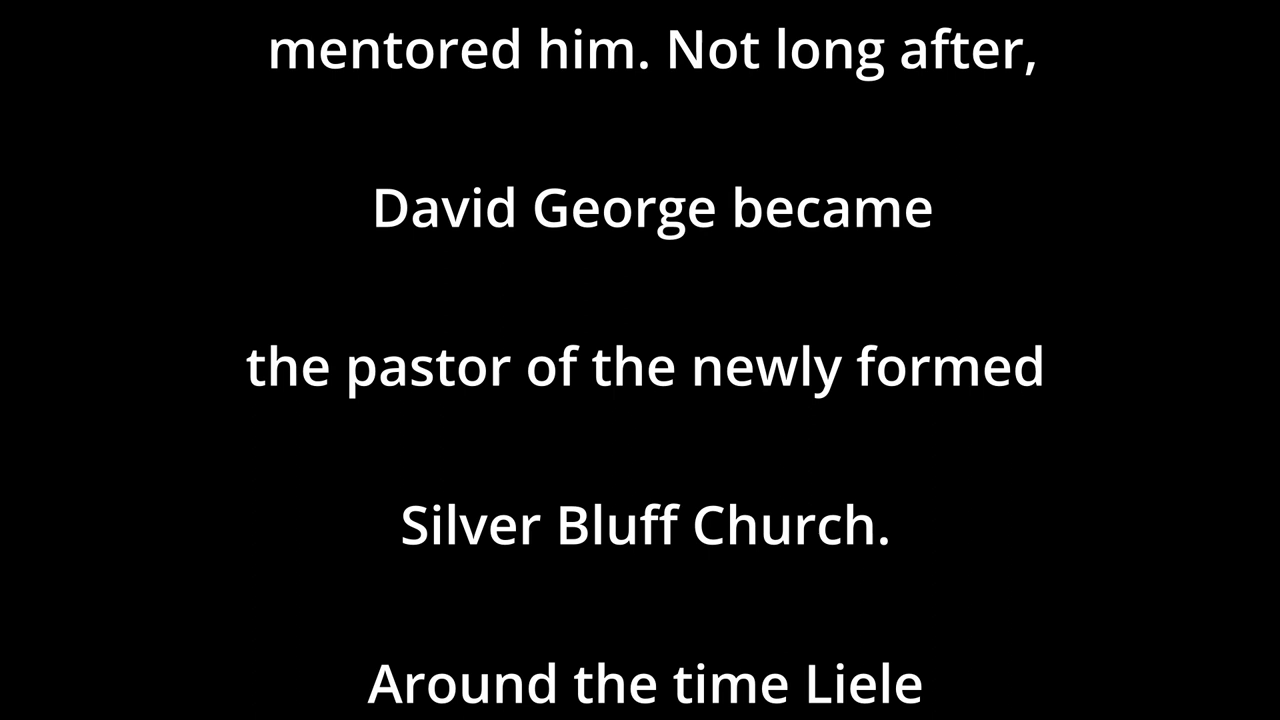 mentored him. Not long after,
David George became
the pastor of the newly formed
Silver Bluff Church.
Around the time Liele